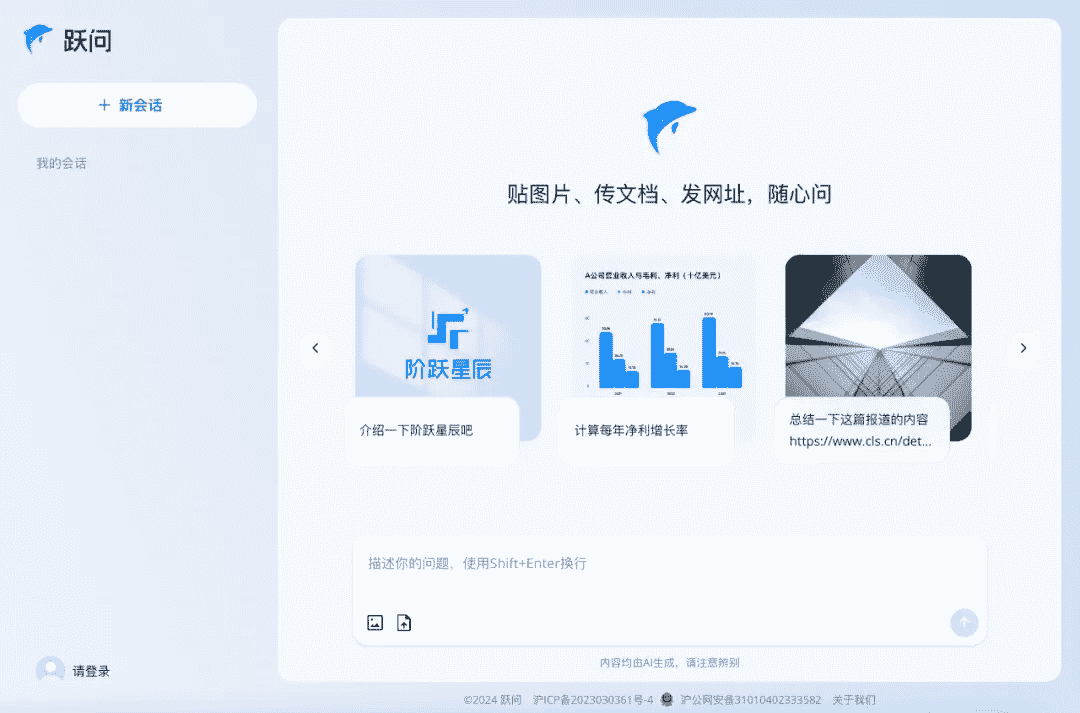 跃问
+ 新会话
我的会话
贴图片、传文档、发网址，随心问
阶跃星辰
介绍一下阶跃星辰吧
A公司营业收入与毛利、净利（十亿美元）
计算每年净利增长率
总结一下这篇报道的内容
https://www.cls.cn/det...
描述你的问题，使用Shift+Enter换行
内容均由AI生成，请注意辨别
请登录
©2024 跃问 沪ICP备2023030361号-4 沪公网安备31010402333582 关于我们